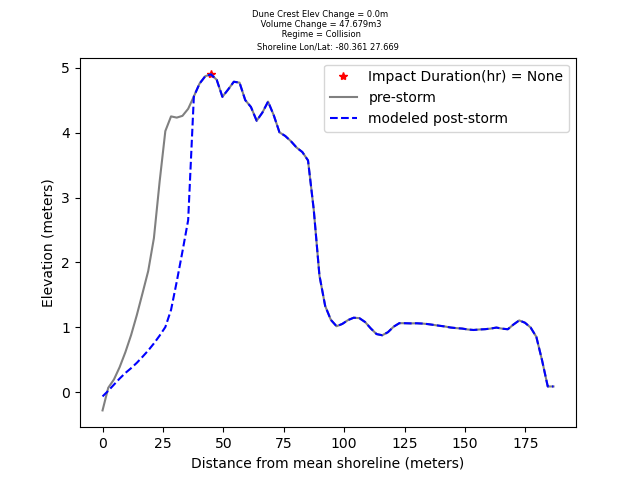 Dune Crest Elev Change = 0.0m
Volume Change = 47.679m3
Regime = Collision
Shoreline Lon/Lat: -80.361 27.669
Impact Duration(hr) = None
pre-storm
modeled post-storm
5
4
3
2
1
0
Elevation (meters)
0 25 50 75 100 125 150 175
Distance from mean shoreline (meters)